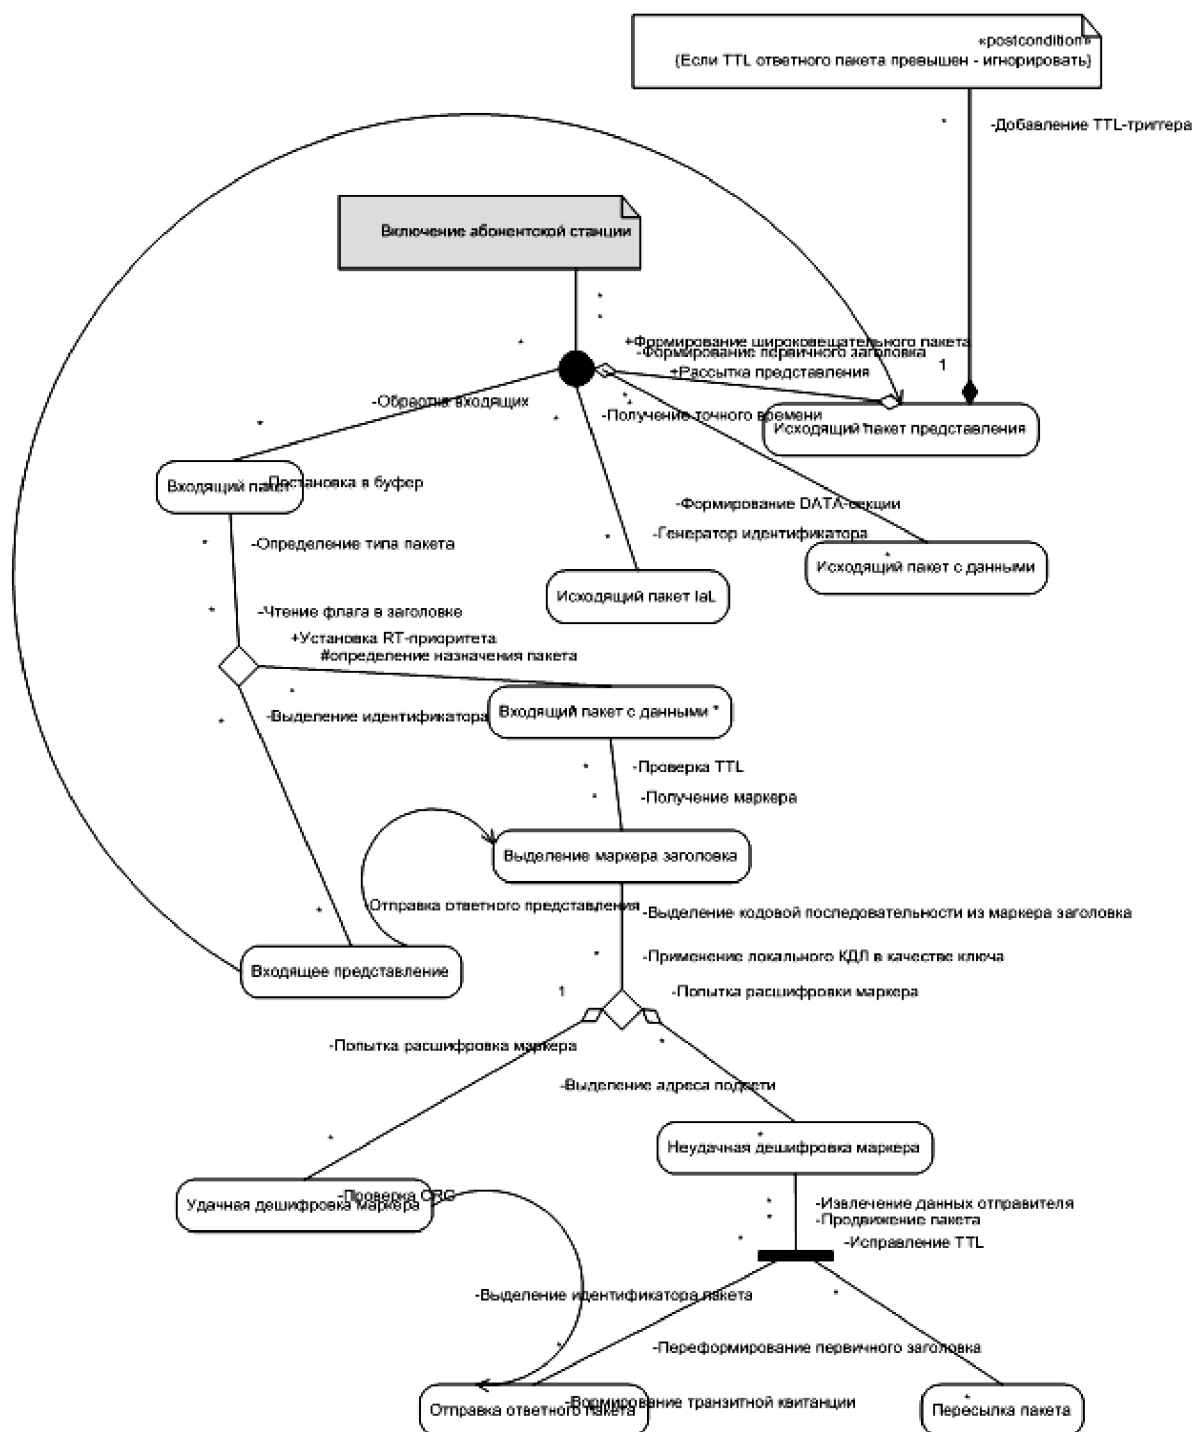 «postcondition»
{Если TTL ответного пакета превышен - игнорировать}
*
-Добавление TTL-триггера
Включение абонентской станции
*
*
*
+Формирование широковещательного пакета
-Формирование первичного заголовка
+Рассытка представления
1
-Обраотка входящих
*
*
-Получение точного времени
Исходящий пакет представления
*
Входящий пакет
-Постановка в буфер
-Формирование DATA-секции
*
-Генератор идентификатора
*
-Определение типа пакета
*
Исходящий пакет с данными
Исходящий пакет IaL
*
-Чтение флага в заголовке
+Установка RT-приоритета
#определение назначения пакета
*
*
-Выделение идентификатора
Входящий пакет с данными *
*
-Проверка TTL
*
-Получение маркера
Выделение маркера заголовка
-Отправка ответного представления
*
-Выделение кодовой последовательности из маркера заголовка
*
-Применение локального КДЛ в качестве ключа
Входящее представление
1
-Попытка расшифровки маркера
-Попытка расшифровка маркера
*
-Выделение адреса подсети
*
Неудачная дешифровка маркера
*
-Проверка CRC
Удачная дешифровка маркера
*
-Извлечение данных отправителя
*
-Продвижение пакета
*
-Исправление TTL
-Выделение идентификатора пакета
*
*
-Переформирование первичного заголовка
-Вормирование транзитной квитанции
Отправка ответного пакета
*
Пересылка пакета